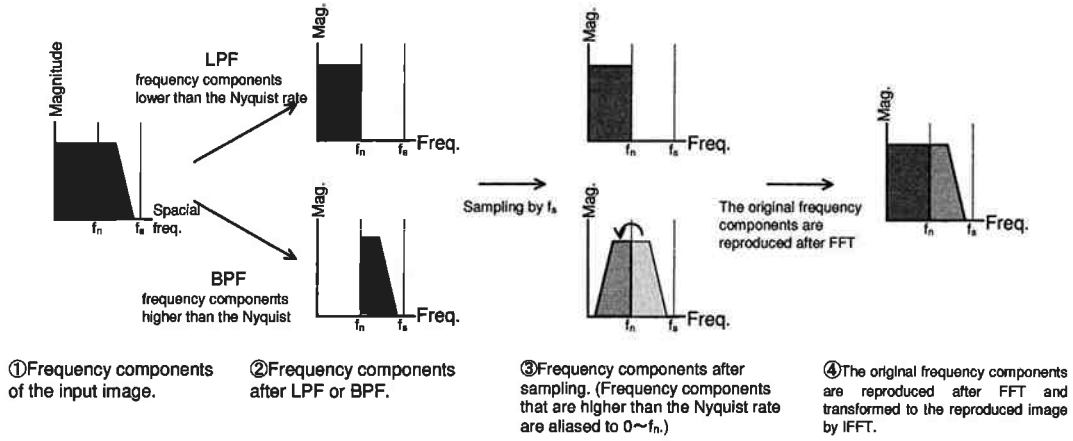 Magnitude
fn
fs
Spacial
freq.
LPF
frequency components
lower than the Nyquist rate
BPF
frequency components
higher than the Nyquist
Mag.
fn
fs
Freq.
Mag.
fn
fs
Freq.
Sampling by fs
Mag.
fn
fs
Freq.
Mag.
fn
fs
Freq.
The original frequency
components are
reproduced after FFT
Mag.
fn
fs
Freq.
①Frequency components
of the input image.
②Frequency components
after LPF or BPF.
③Frequency components after
sampling. (Frequency components
that are higher than the Nyquist rate
are aliased to 0～fn.)
④The original frequency components
are reproduced after FFT and
transformed to the reproduced image
by IFFT.